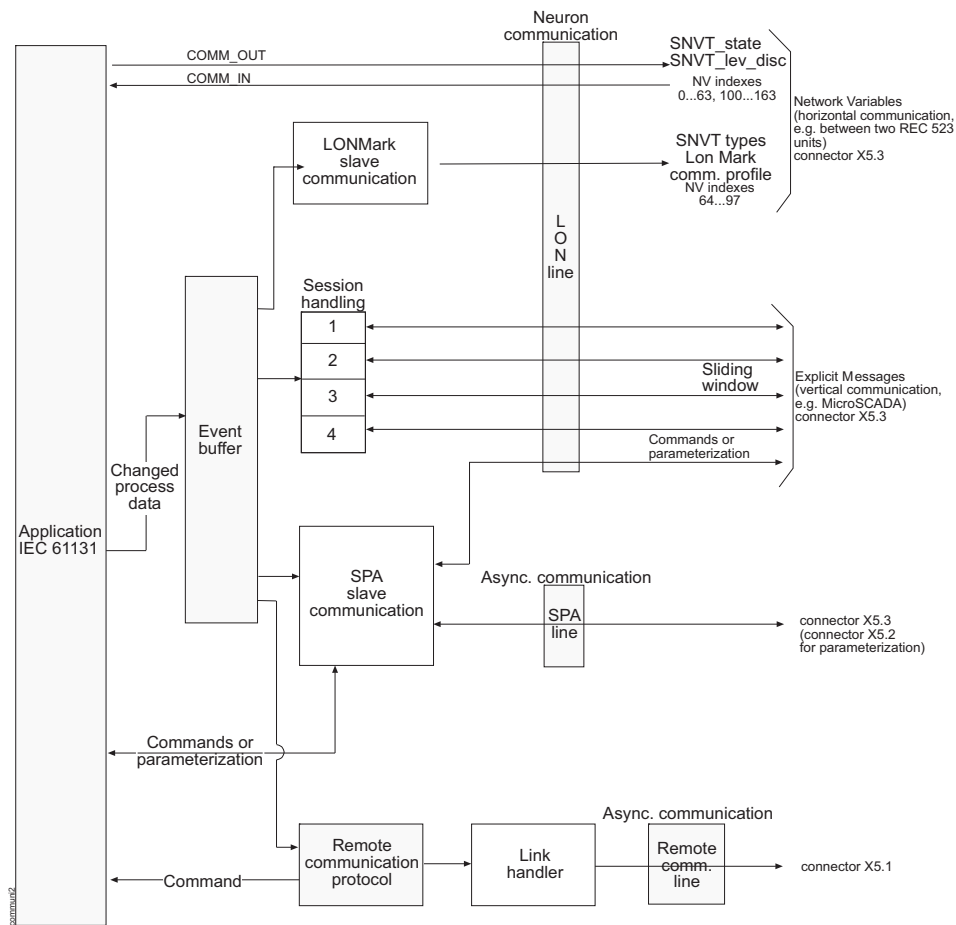 Neuron
communication
COMM_OUT
COMM_IN
SNVT_state
SNVT_lev_disc
NV indexes
0...63, 100...163
Network Variables
(horizontal communication,
e.g. between two REC 523
units)
connector X5.3
LONMark
slave
communication
SNVT types
Lon Mark
comm. profile
NV indexes
64...97
L
O
N
line
Session
handling
1
2
3
4
Sliding
window
Explicit Messages
(vertical communication,
e.g. MicroSCADA)
connector X5.3
Commands or
parameterization
Event
buffer
Changed
process
data
Application
IEC 61131
SPA
slave
communication
Async. communication
SPA
line
connector X5.3
(connector X5.2
for parameterization)
Commands or
parameterization
Async. communication
Remote
communication
protocol
Link
handler
Remote
comm.
line
connector X5.1
Command
communi2